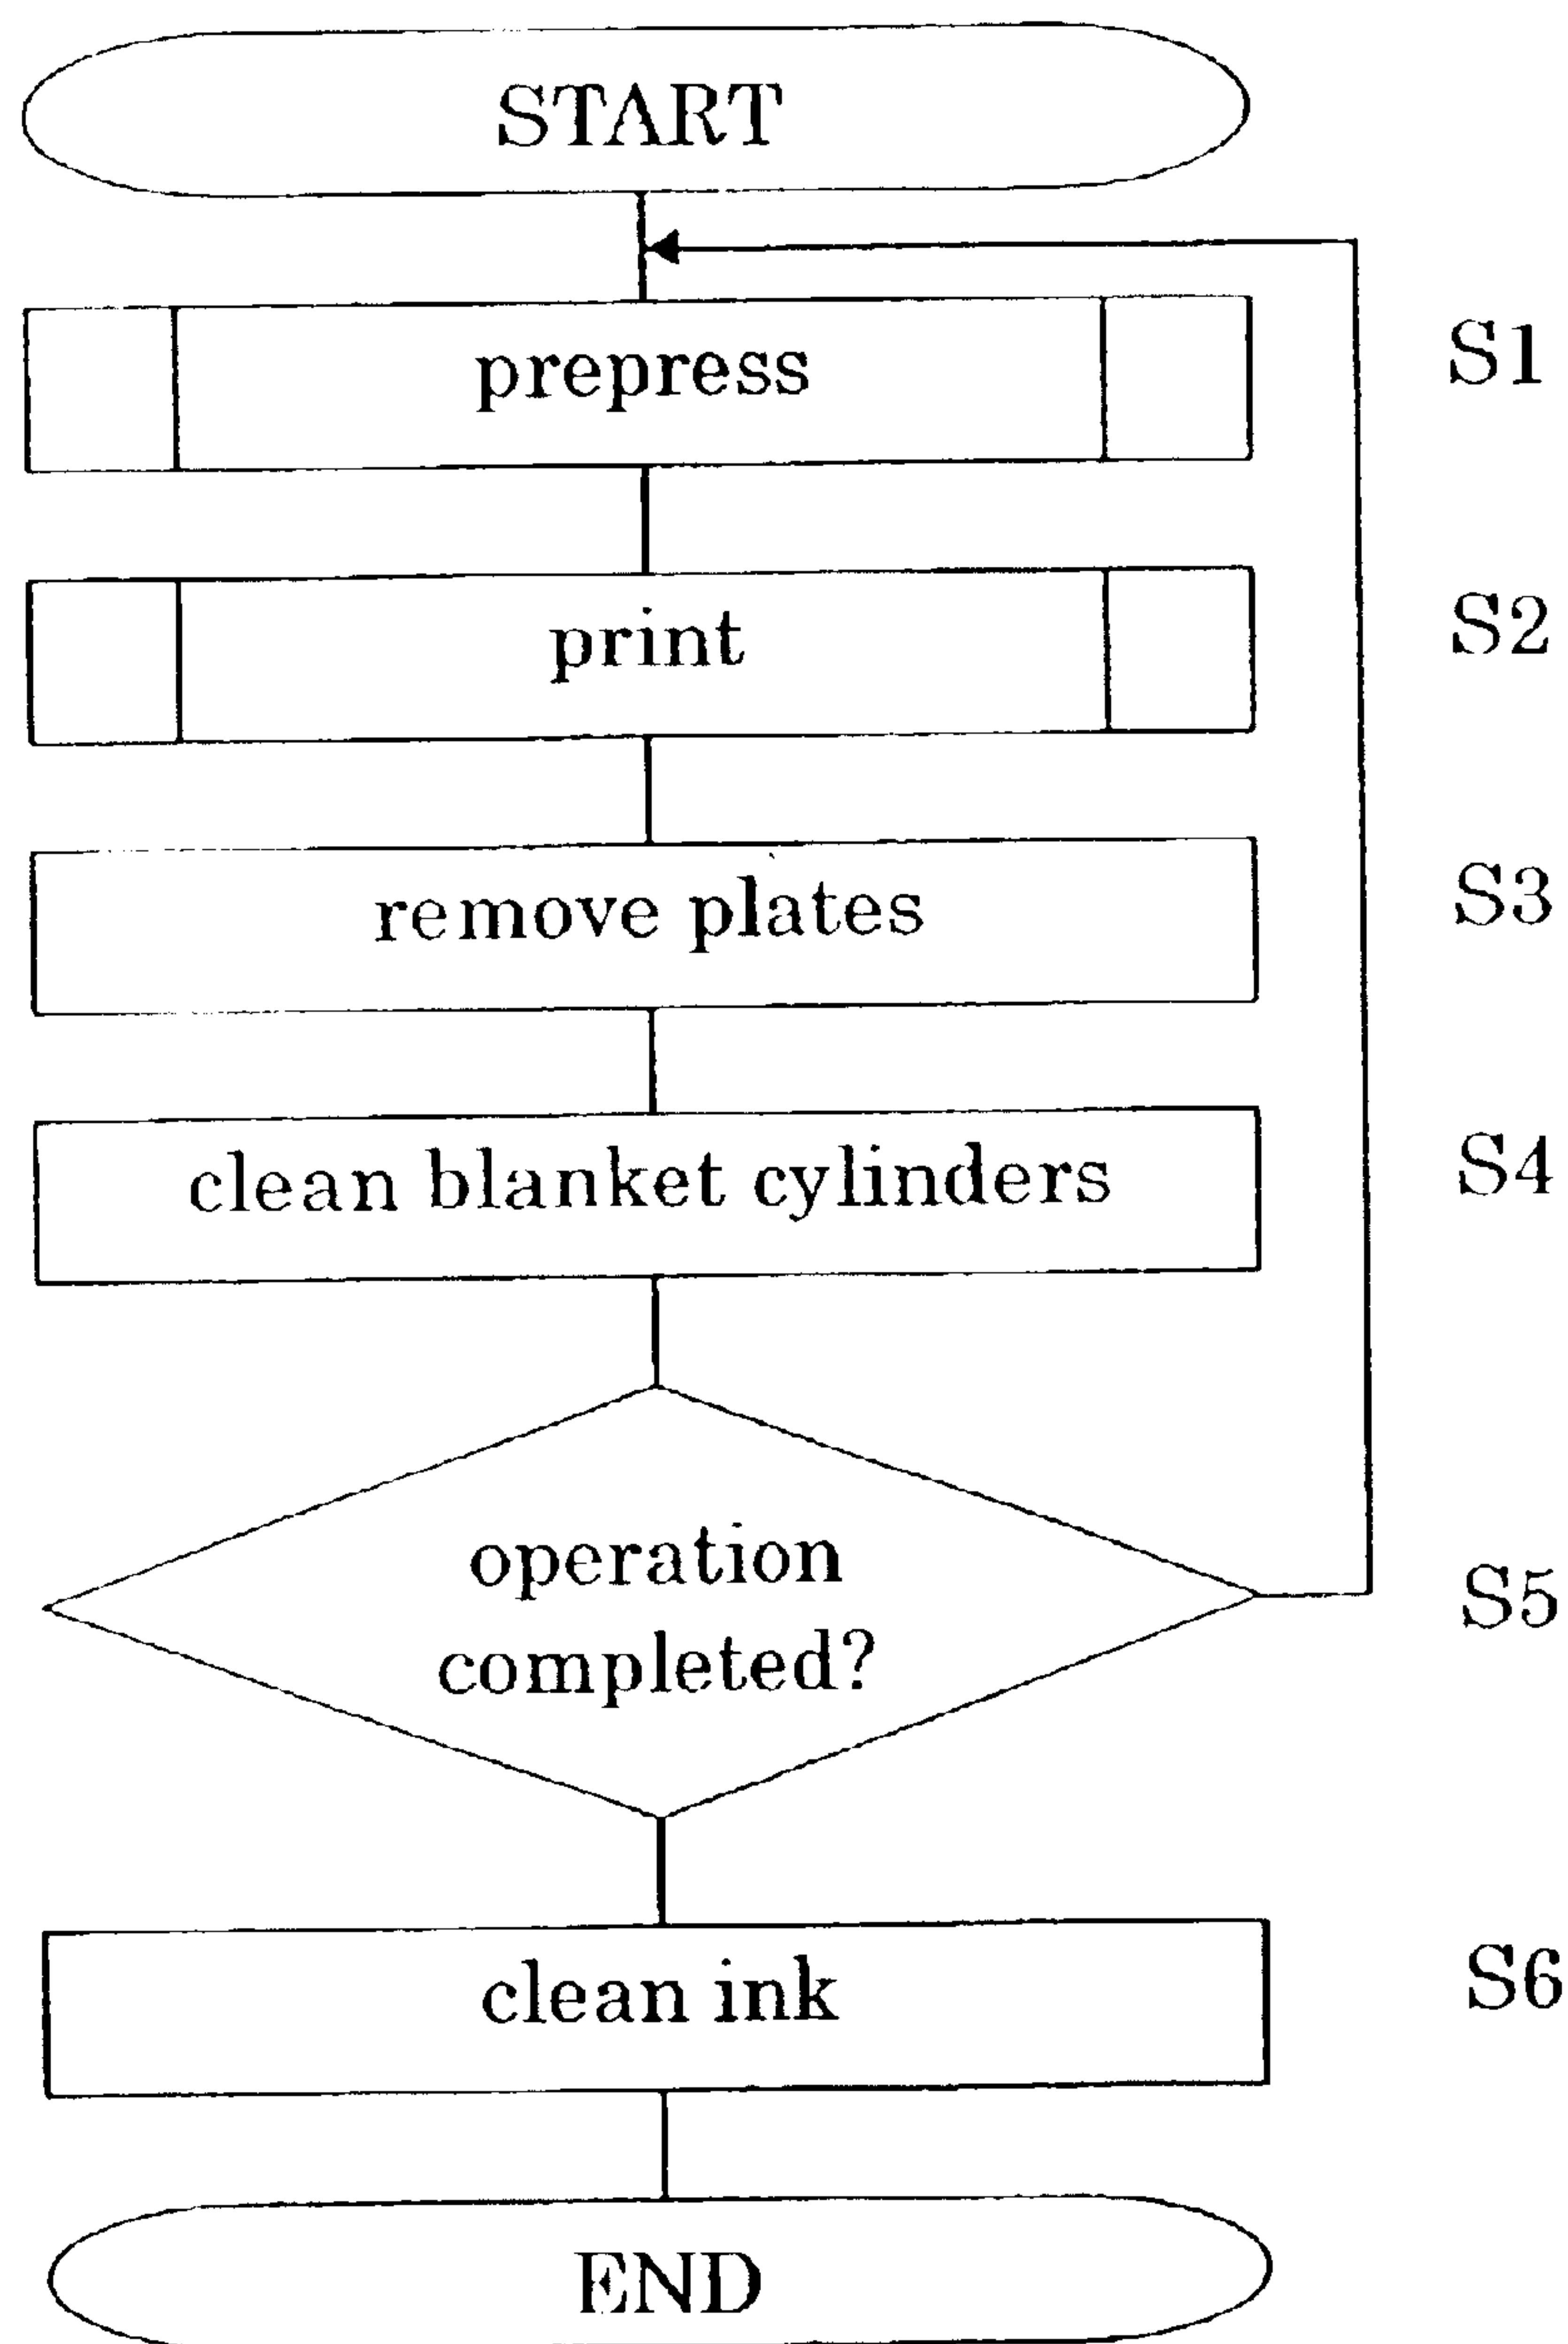 START
prepress
S1
print
S2
remove plates
S3
clean blanket cylinders
S4
operation
completed?
S5
clean ink
S6
END